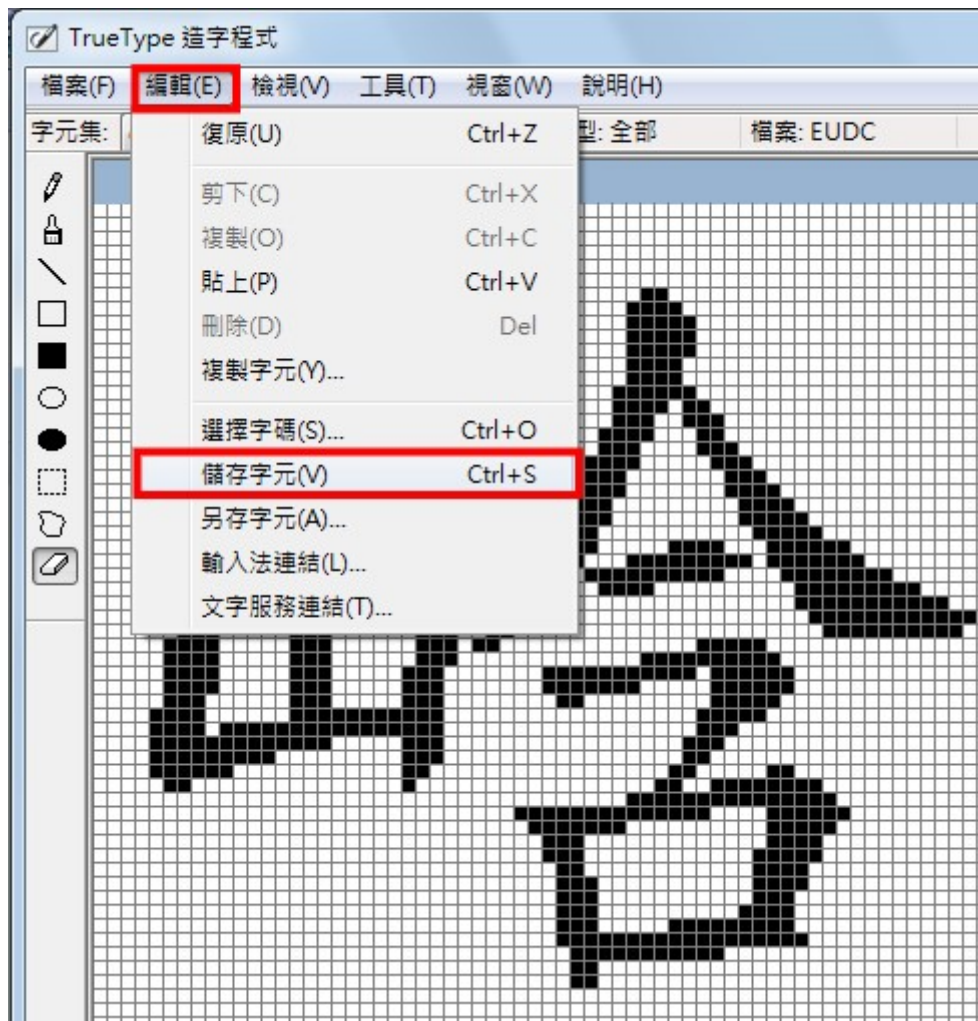 TrueType 造字程式
檔案(F) 編輯(E) 檢視(V) 工具(T) 視窗(W) 說明(H)
字元集: 型: 全部 檔案: EUDC
復原(U) Ctrl+Z
剪下(C) Ctrl+X
複製(O) Ctrl+C
貼上(P) Ctrl+V
刪除(D) Del
複製字元(Y)...
選擇字碼(S)... Ctrl+O
儲存字元(V) Ctrl+S
另存字元(A)...
輸入法連結(L)...
文字服務連結(T)...